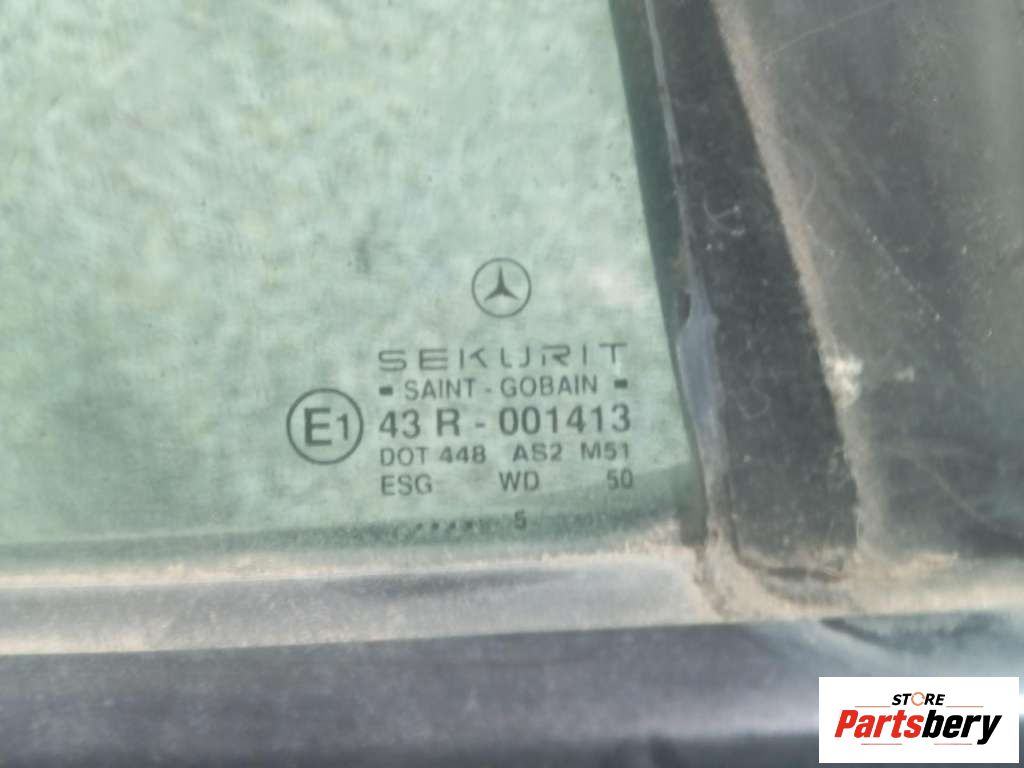 SEKURIT
SAINT - GOBAIN
E1 43 R - 001413
DOT 448 AS2 M51
ESG WD 50
..... 5
STORE
Partsbery